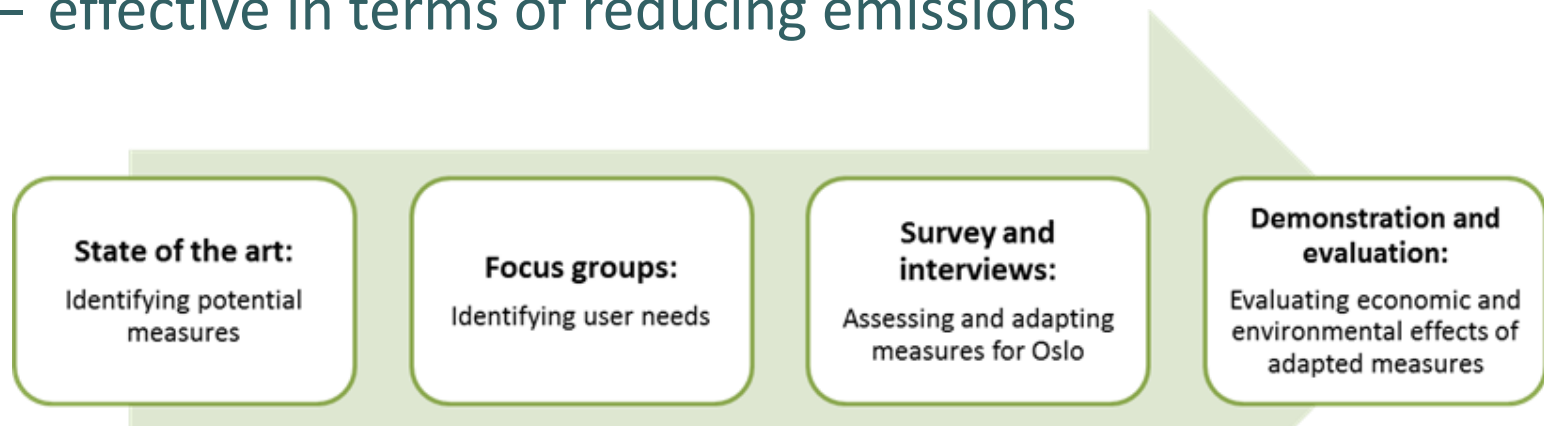 – effective in terms of reducing emissions
State of the art:
Identifying potential
measures
Focus groups:
Identifying user needs
Survey and
interviews:
Assessing and adapting
measures for Oslo
Demonstration and
evaluation:
Evaluating economic and
environmental effects of
adapted measures